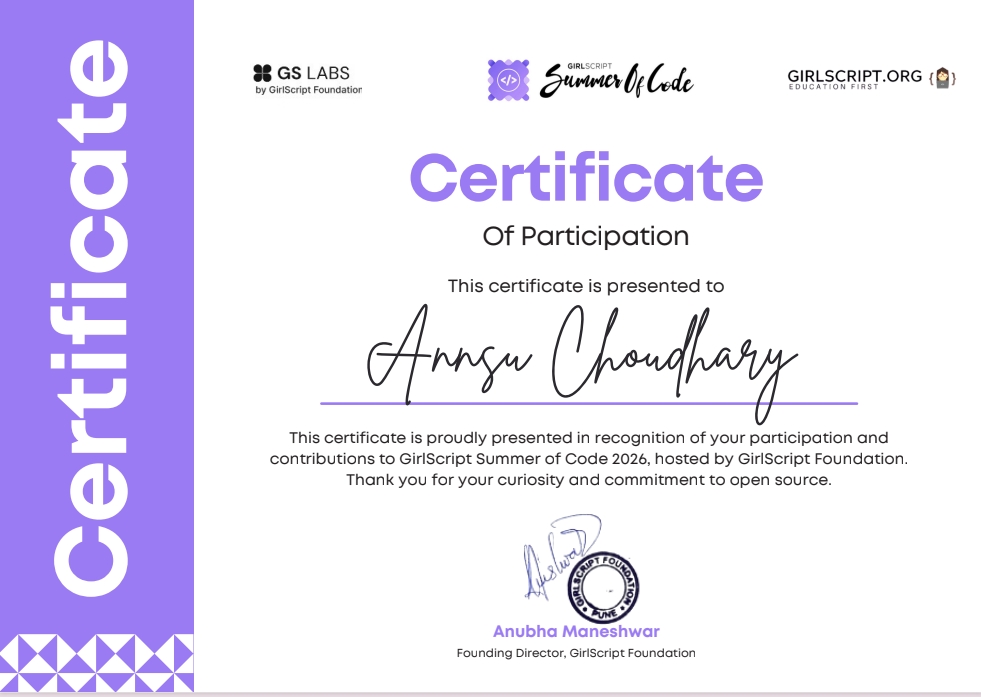 Certificate
GS LABS
by GirlScript Foundation
</>
GIRLSCRIPT
Summer Of Code
GIRLSCRIPT.ORG
EDUCATION FIRST
Certificate
Of Participation
This certificate is presented to
Annsu Choudhary
This certificate is proudly presented in recognition of your participation and
contributions to GirlScript Summer of Code 2026, hosted by GirlScript Foundation.
Thank you for your curiosity and commitment to open source.
GIRLSCRIPT FOUNDATION
PUNE
Anubha Maneshwar
Founding Director, GirlScript Foundation